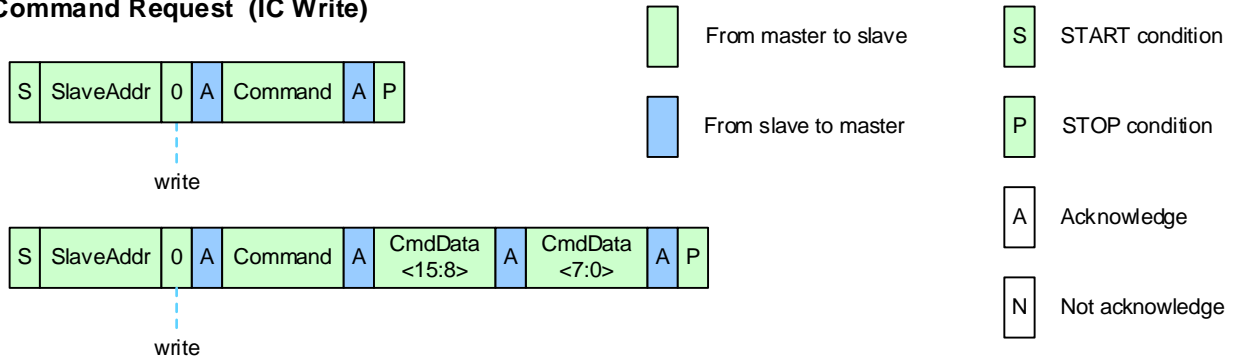 Command Request (IC Write)
From master to slave
S
START condition
S SlaveAddr 0 A Command A P
From slave to master
P
STOP condition
write
A
Acknowledge
S SlaveAddr 0 A Command A CmdData <15:8> A CmdData <7:0> A P
N
Not acknowledge
write